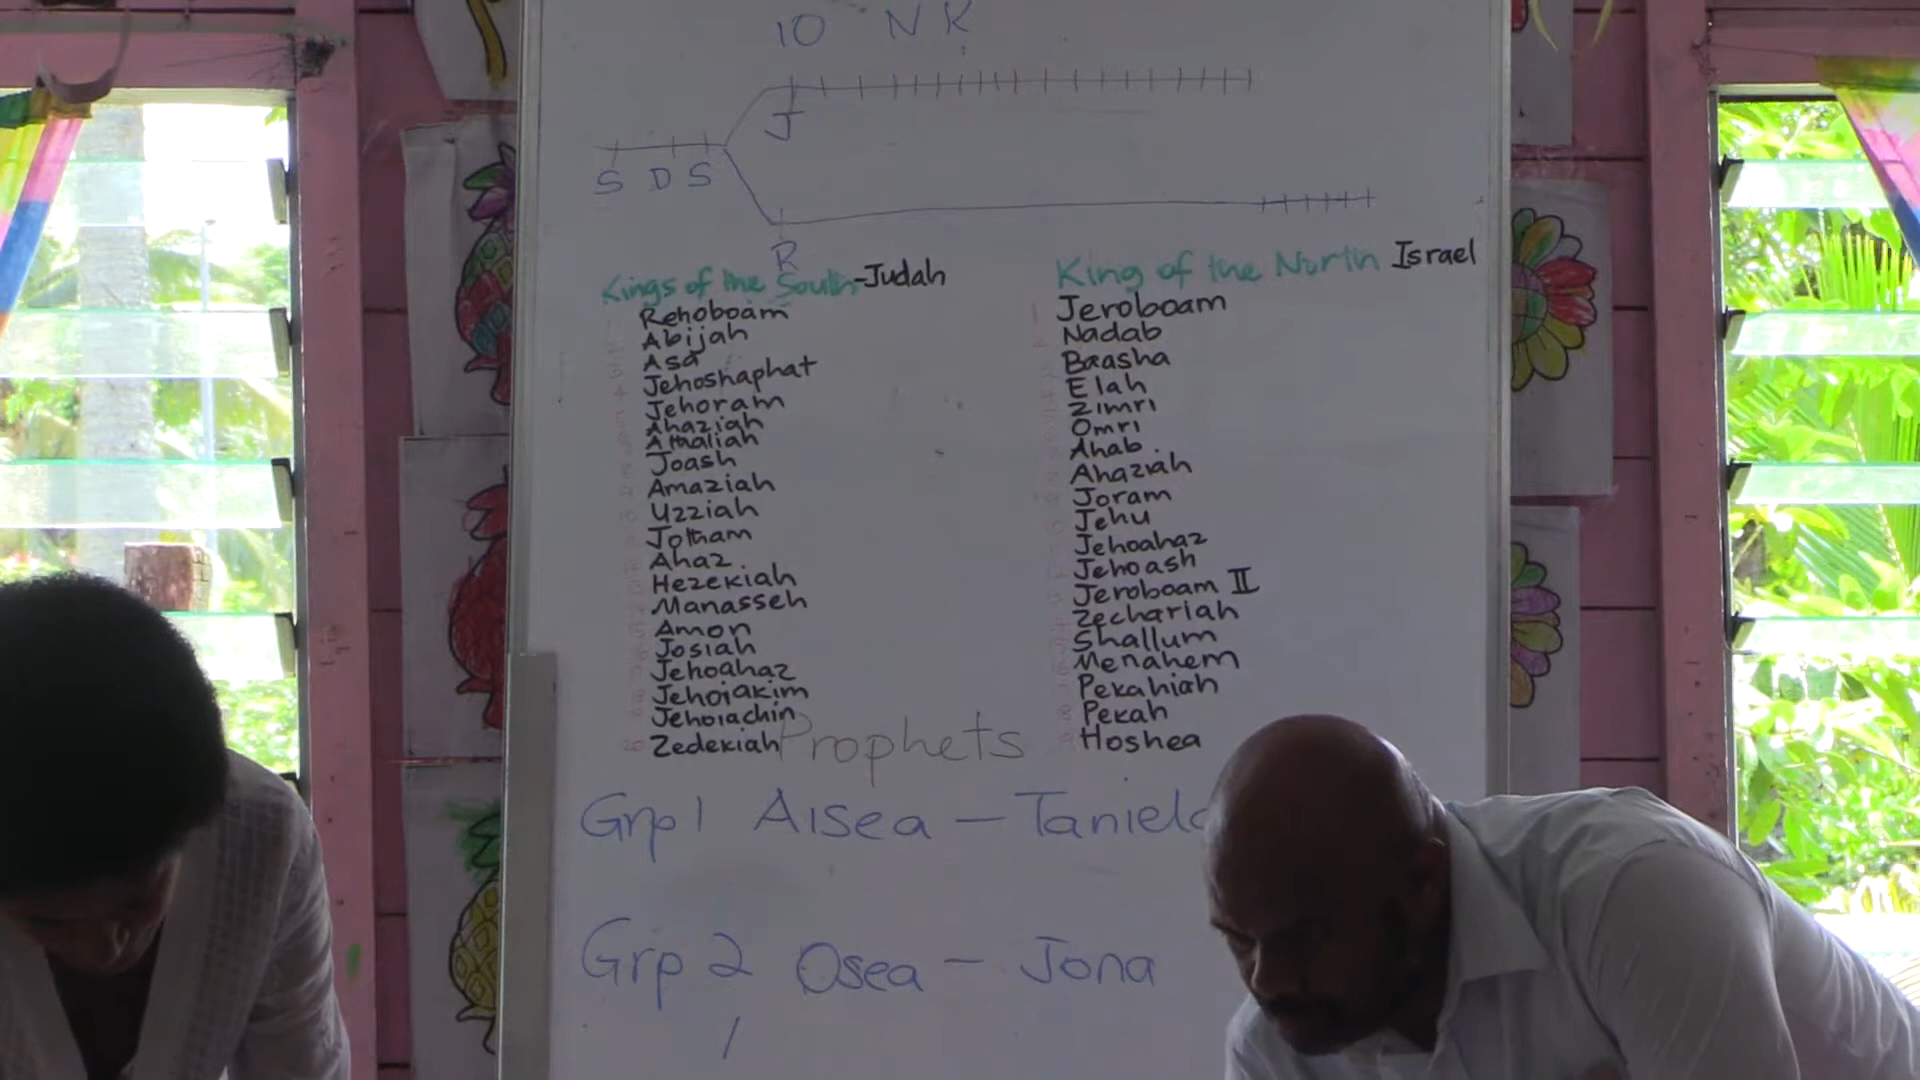 10 N K
J
S D S
R
Kings of the South-Judah
Rehoboam
Abijah
Asa
Jehoshaphat
Jehoram
Ahaziah
Athaliah
Joash
Amaziah
Uzziah
Jotham
Ahaz
Hezekiah
Manasseh
Amon
Josiah
Jehoahaz
Jehoiakim
Jehoiachin
Zedekiah
King of the North Israel
Jeroboam
Nadab
Baasha
Elah
Zimri
Omri
Ahab
Ahaziah
Joram
Jehu
Jehoahaz
Jehoash
Jeroboam II
Zechariah
Shallum
Menahem
Pekahiah
Pekah
Hoshea
Prophets
Grp 1 Aisea - Taniela
Grp 2 Osea - Jona